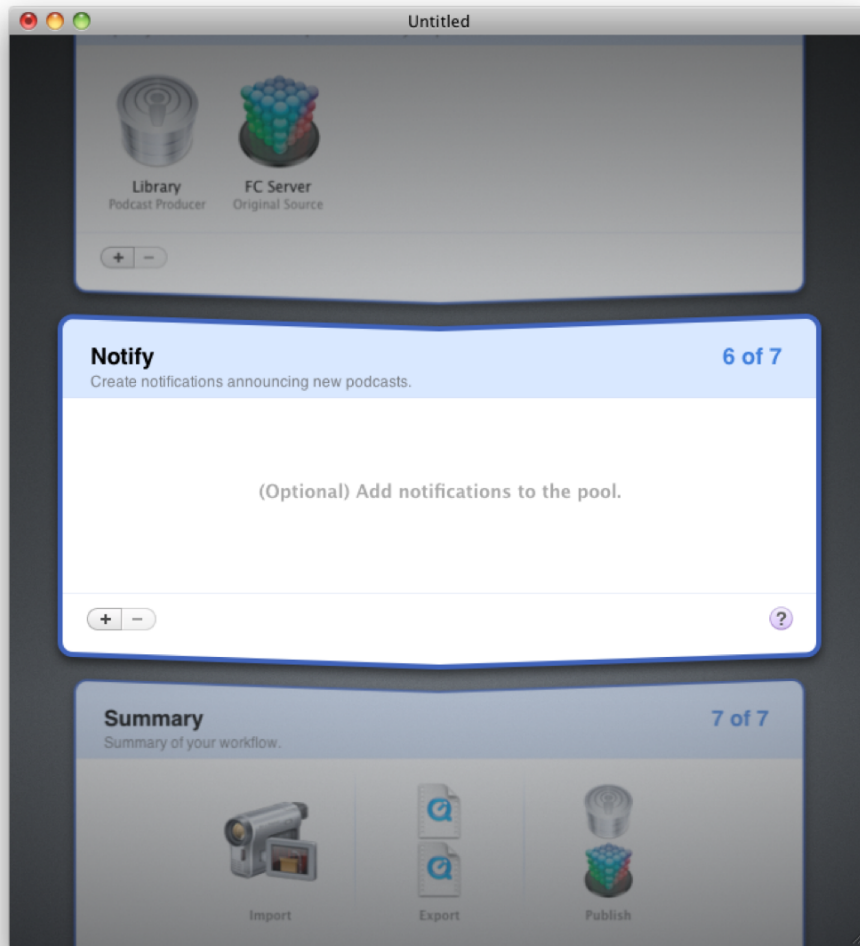 Untitled
Library
Podcast Producer
FC Server
Original Source
+ −
Notify
6 of 7
Create notifications announcing new podcasts.
(Optional) Add notifications to the pool.
+ −
?
Summary
7 of 7
Summary of your workflow.
Import
Export
Publish